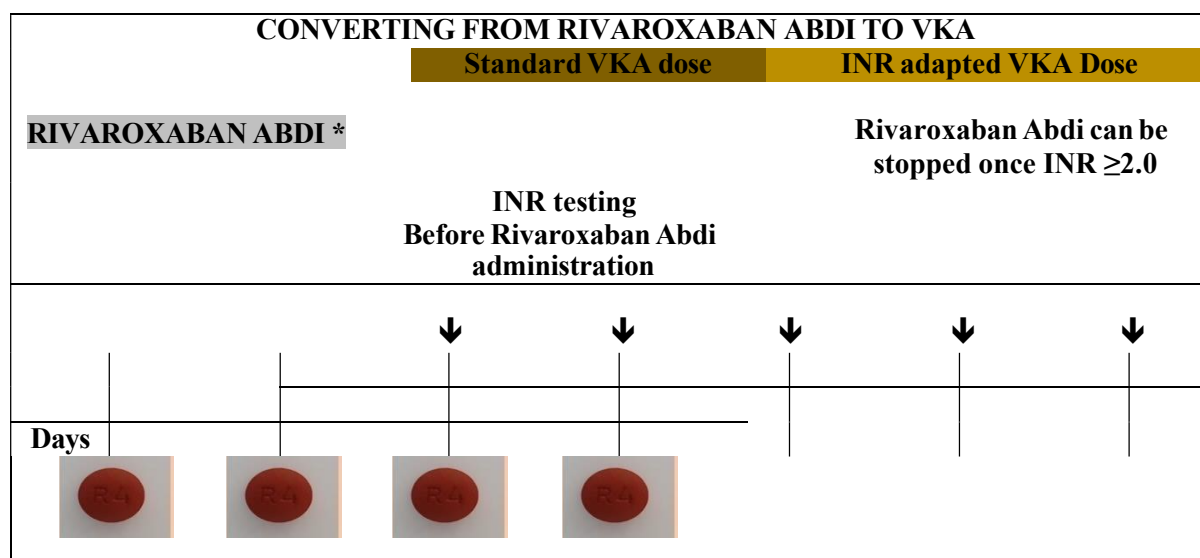 CONVERTING FROM RIVAROXABAN ABDI TO VKA
Standard VKA dose
INR adapted VKA Dose
RIVAROXABAN ABDI *
Rivaroxaban Abdi can be
stopped once INR ≥2.0
INR testing
Before Rivaroxaban Abdi
administration
Days
R4
R4
R4
R4